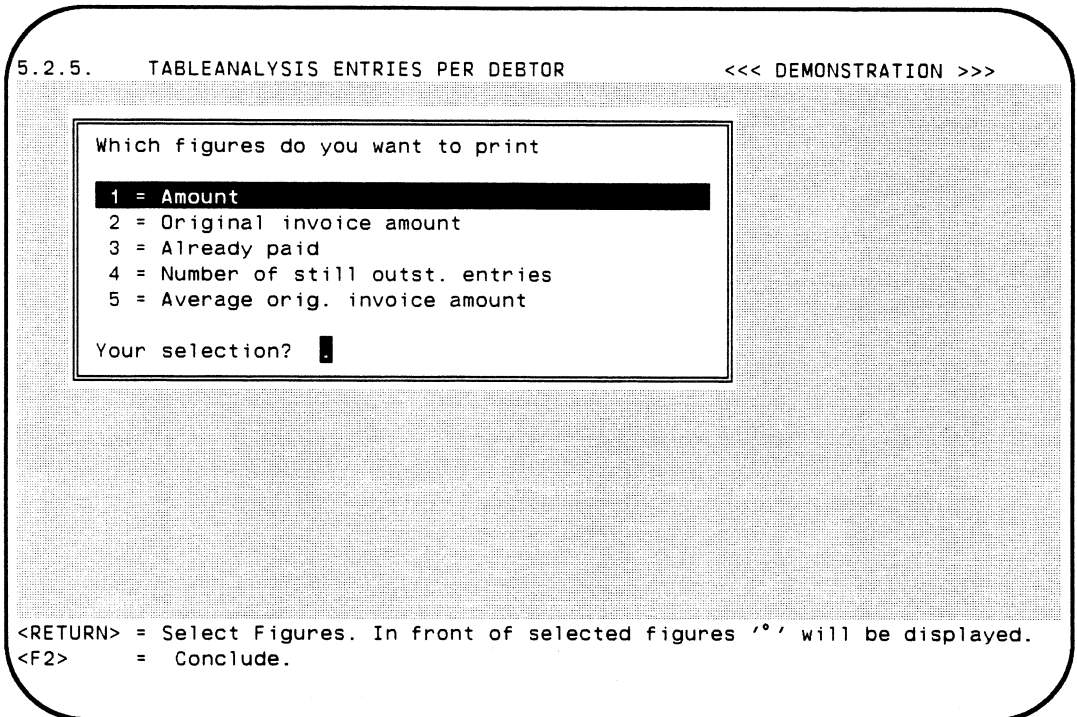 5.2.5. TABLEANALYSIS ENTRIES PER DEBTOR <<< DEMONSTRATION >>>
Which figures do you want to print
1 = Amount
2 = Original invoice amount
3 = Already paid
4 = Number of still outst. entries
5 = Average orig. invoice amount
Your selection? .
<RETURN> = Select Figures. In front of selected figures '°' will be displayed.
<F2> = Conclude.